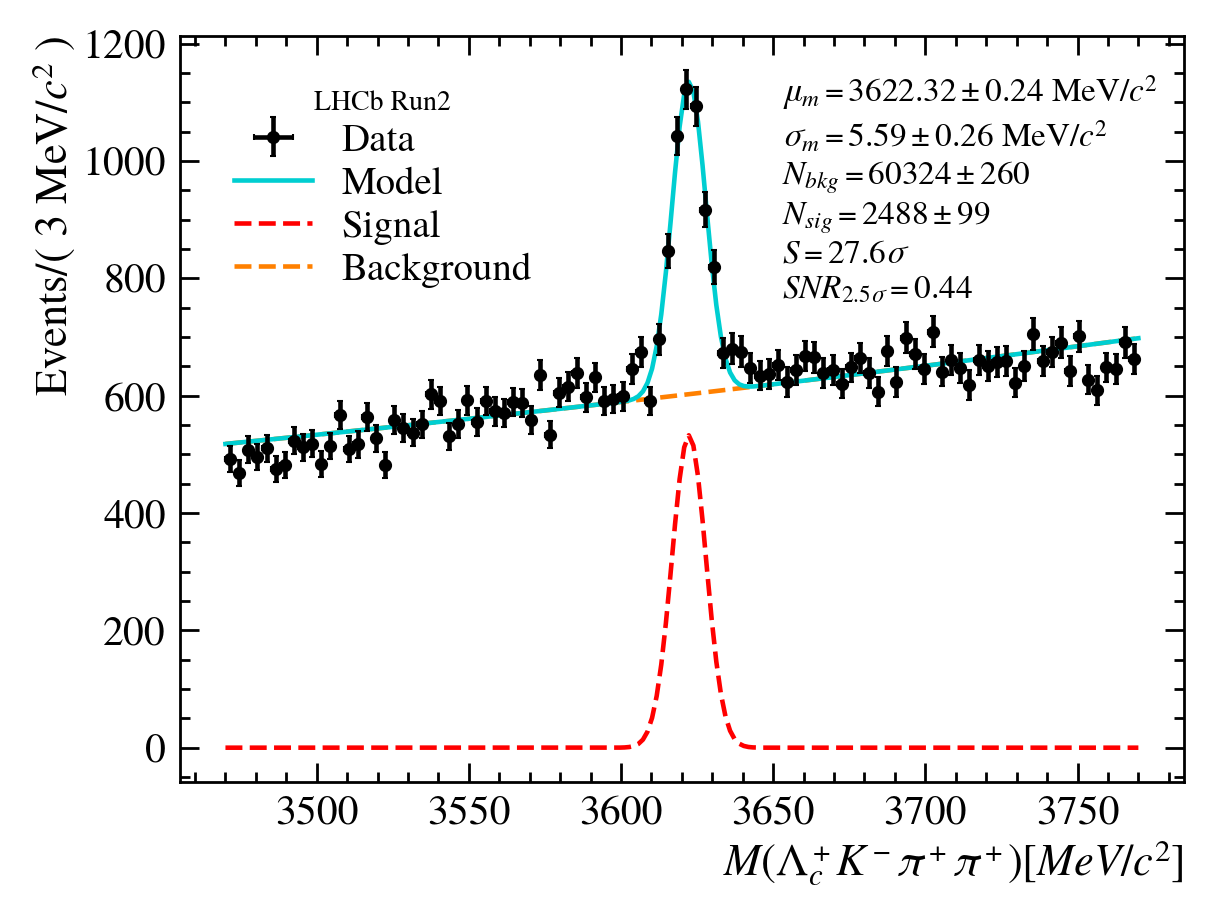 Events/( 3 MeV/c² )
1200
1000
800
600
400
200
0
LHCb Run2
Data
Model
Signal
Background
μₘ = 3622.32 ± 0.24 MeV/c²
σₘ = 5.59 ± 0.26 MeV/c²
N_bkg = 60324 ± 260
N_sig = 2488 ± 99
S = 27.6σ
SNR_2.5σ = 0.44
3500 3550 3600 3650 3700 3750
M(Λ_c⁺K⁻π⁺π⁺)[MeV/c²]